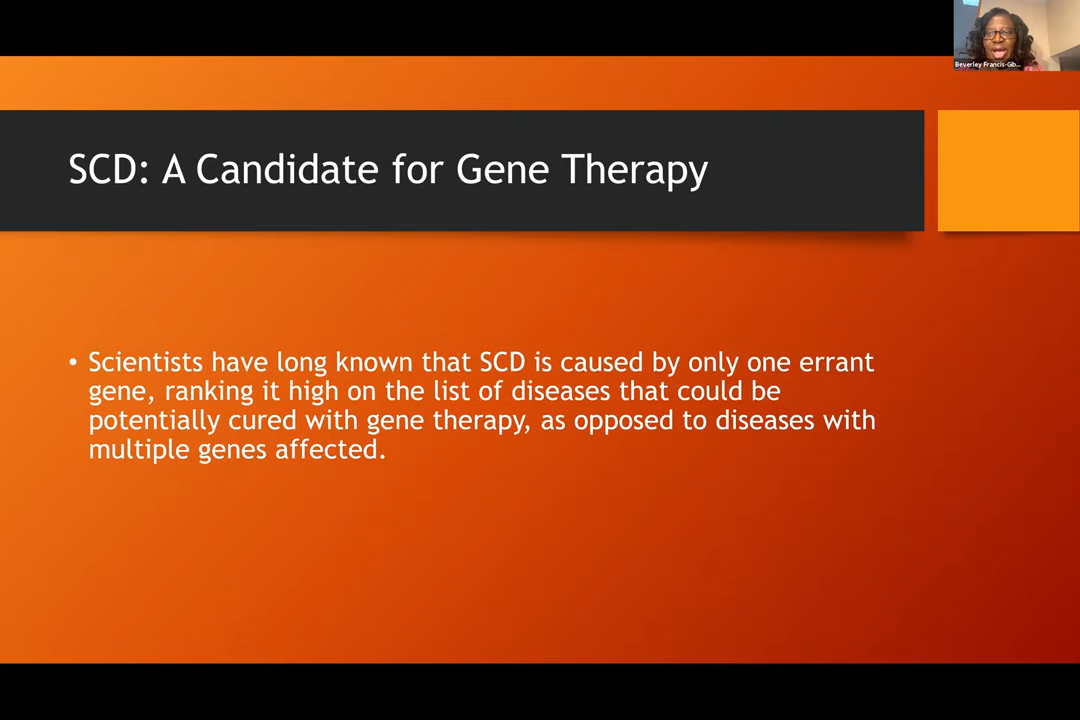 Beverley Francis-Gib...
SCD: A Candidate for Gene Therapy
• Scientists have long known that SCD is caused by only one errant
gene, ranking it high on the list of diseases that could be
potentially cured with gene therapy, as opposed to diseases with
multiple genes affected.